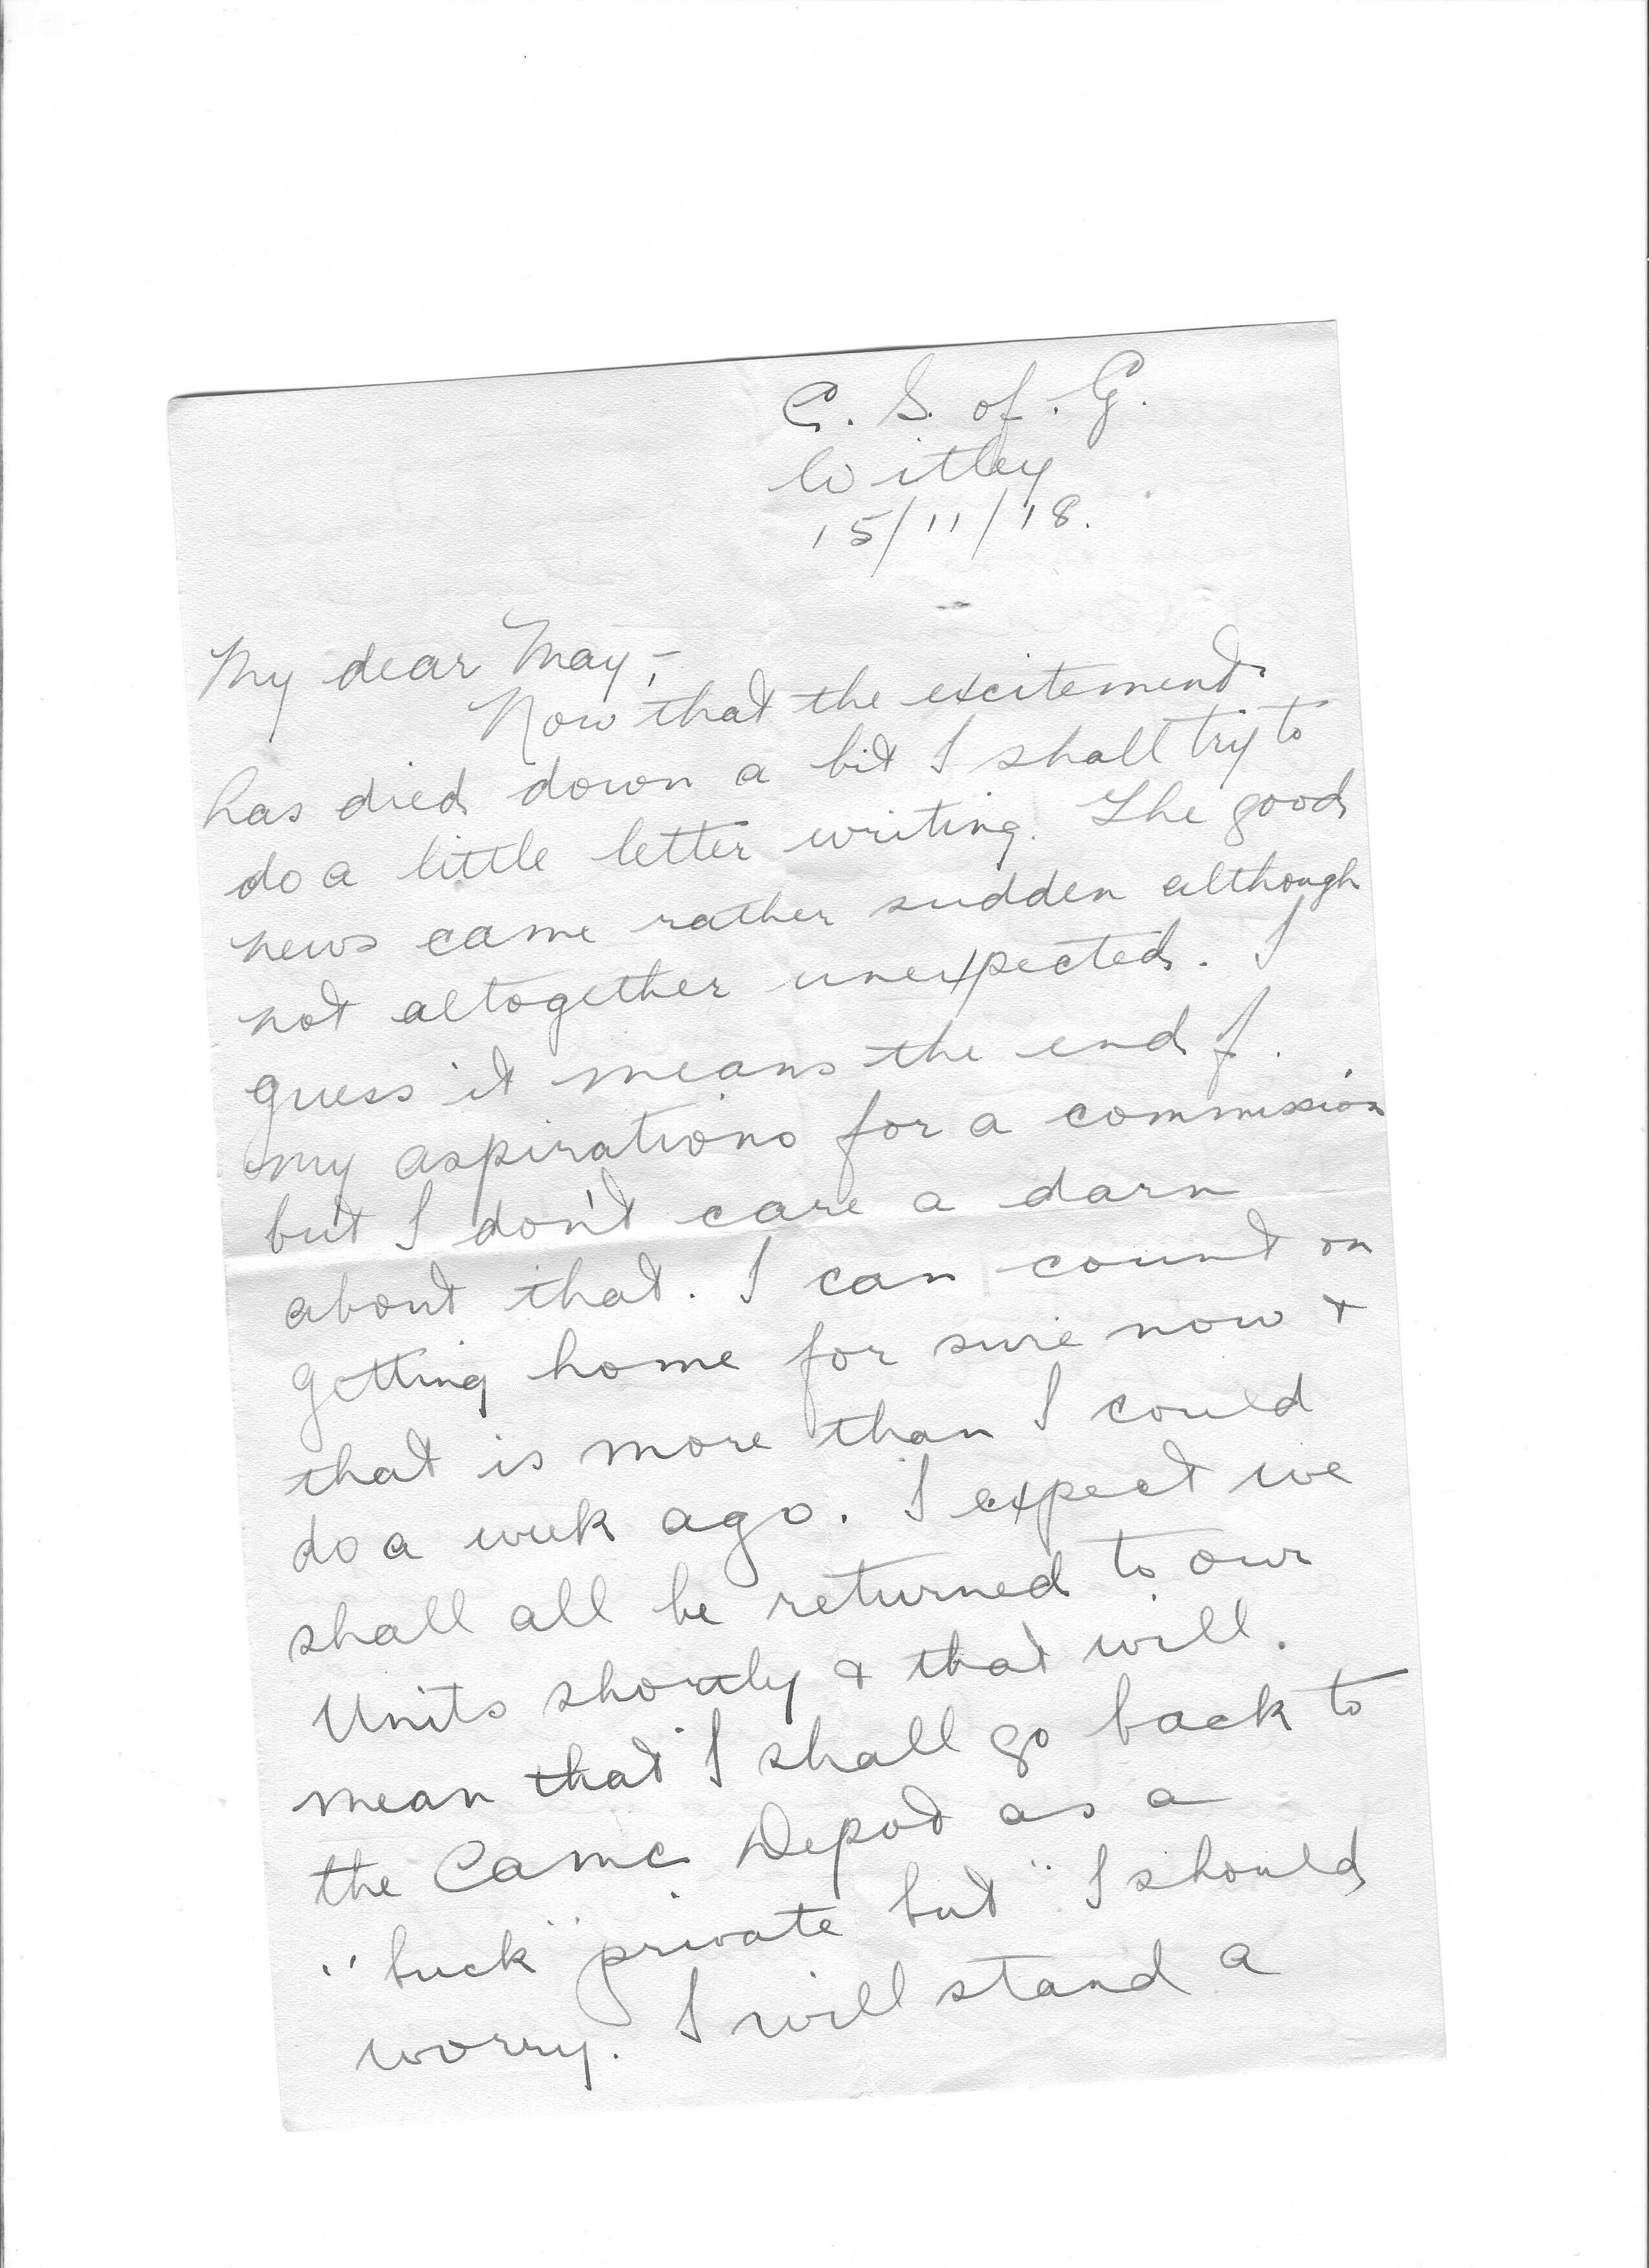 C. S. of. G.
Witley
15/11/18.
My dear May,-
Now that the excitement
has died down a bit I shall try to
do a little letter writing. The good
news came rather sudden although
not altogether unexpected. I
guess it means the end of
my aspirations for a commission
but I don't care a darn
about that. I can count on
getting home for sure now &
that is more than I could
do a week ago. I expect we
shall all be returned to our
Units shortly & that will.
mean that I shall go back to
the Camc Depot as a
"buck" private but "I should
worry. I will stand a